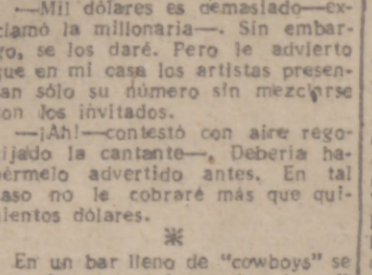 —Mil dólares es demasiado—ex-
clamó la millonaria—. Sin embar-
go, se los daré. Pero le advierto
que en mi casa los artistas presen-
tan sólo su número sin mezclarse
con los invitados.
—¡Ah!—contestó con aire rego-
cijado la cantante—. Debería ha-
bérmelo advertido antes. En tal
caso no le cobraré más que qui-
nientos dólares.
*
En un bar lleno de "cowboys" se